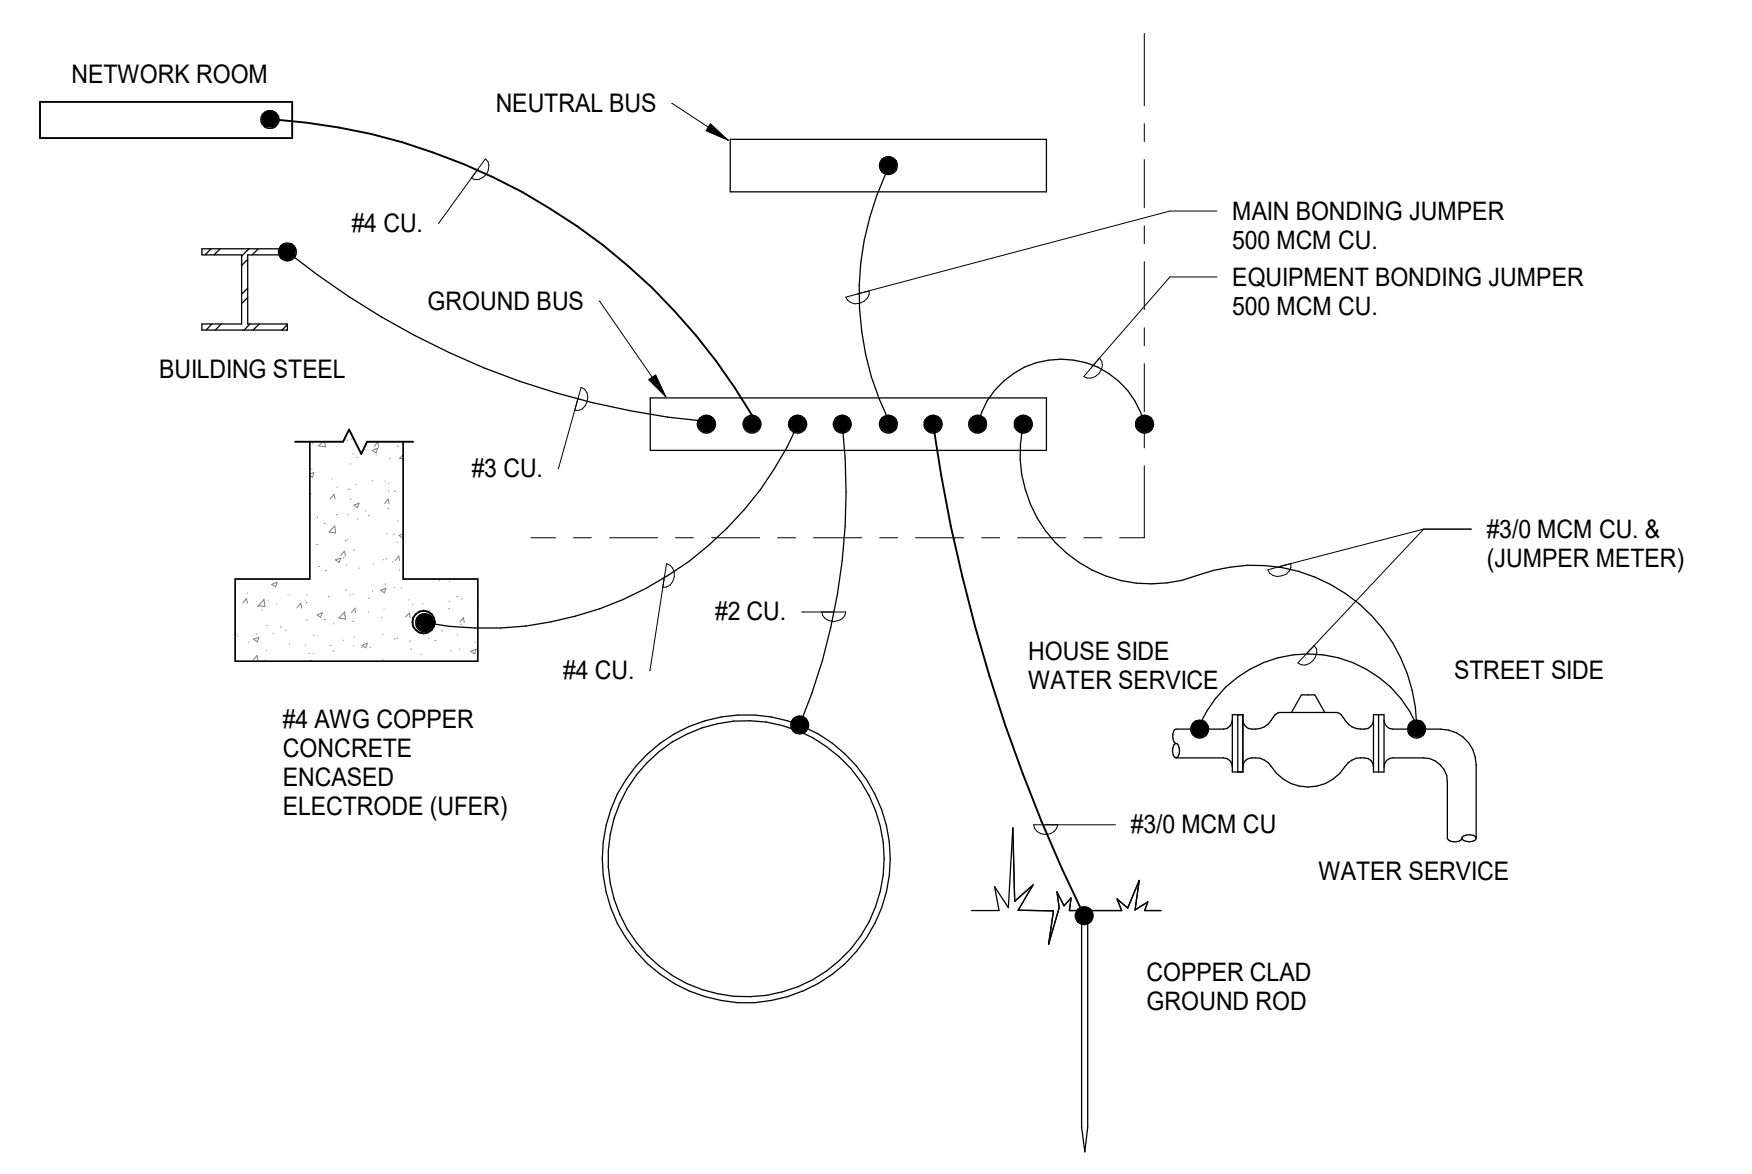 NETWORK ROOM
NEUTRAL BUS
#4 CU.
MAIN BONDING JUMPER
500 MCM CU.
EQUIPMENT BONDING JUMPER
500 MCM CU.
GROUND BUS
BUILDING STEEL
#3 CU.
#3/0 MCM CU. &
(JUMPER METER)
#2 CU.
#4 CU.
HOUSE SIDE
WATER SERVICE
STREET SIDE
#4 AWG COPPER
CONCRETE
ENCASED
ELECTRODE (UFER)
#3/0 MCM CU
WATER SERVICE
COPPER CLAD
GROUND ROD